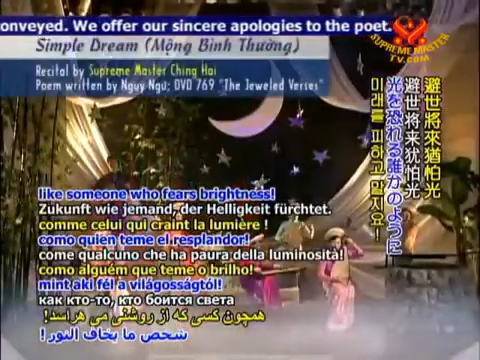 onveyed. We offer our sincere apologies to the poet.
Simple Dream (Mộng Bình Thường)
Recital by Supreme Master Ching Hai
Poem written by Nguy Ngữ; DVD 769 "The Jeweled Verses"
SUPREME MASTER
TV.COM
避世將來猶怕光
避世将来犹怕光
光を恐れる誰かのように
미래를 피하고 말지요
like someone who fears brightness!
Zukunft wie jemand, der Helligkeit fürchtet.
comme celui qui craint la lumière !
como quien teme el resplandor!
come qualcuno che ha paura della luminosità!
como alguém que teme o brilho!
mint aki fél a világosságtól!
как кто-то, кто боится света
همچون کسی که از روشنی می هراسد!
شخص ما يخاف النور !